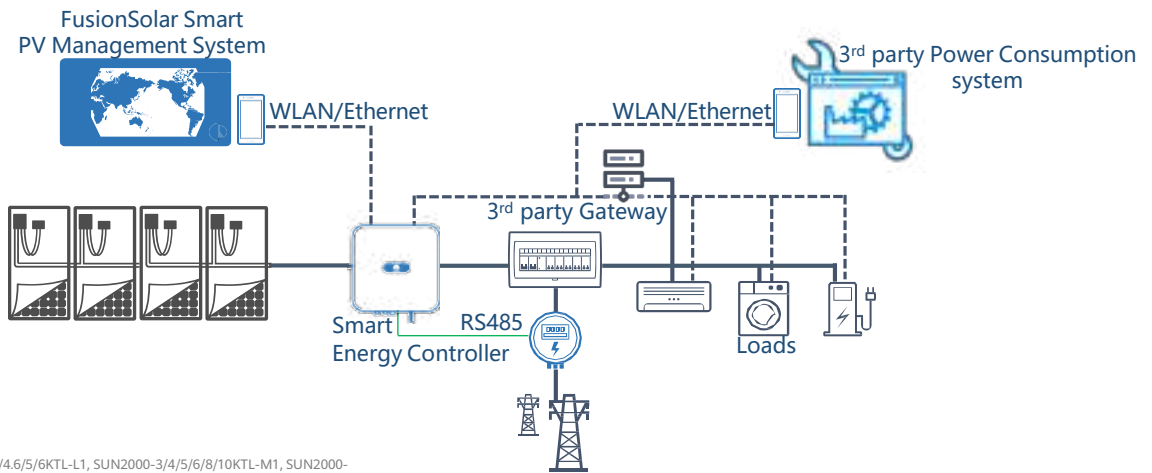 FusionSolar Smart
PV Management System
3rd party Power Consumption
system
WLAN/Ethernet
WLAN/Ethernet
3rd party Gateway
Smart
Energy Controller
RS485
Loads
/4.6/5/6KTL-L1, SUN2000-3/4/5/6/8/10KTL-M1, SUN2000-